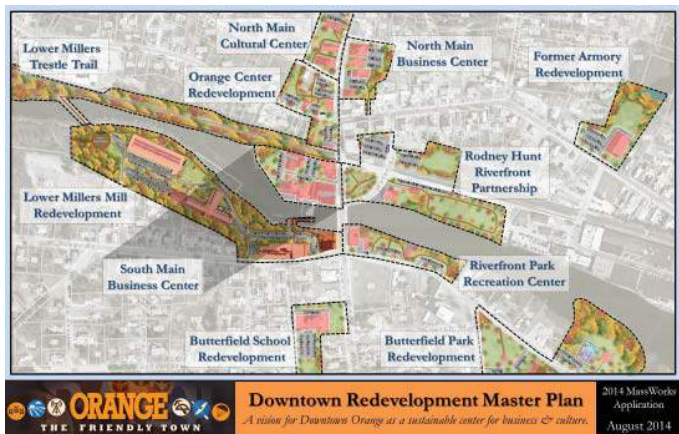 North Main
Cultural Center
Lower Millers
Trestle Trail
North Main
Business Center
Former Armory
Redevelopment
Orange Center
Redevelopment
Rodney Hunt
Riverfront
Partnership
Lower Millers Mill
Redevelopment
South Main
Business Center
Riverfront Park
Recreation Center
Butterfield School
Redevelopment
Butterfield Park
Redevelopment
ORANGE
THE FRIENDLY TOWN
Downtown Redevelopment Master Plan
A vision for Downtown Orange as a sustainable center for business & culture.
2014 MassWorks
Application
August 2014